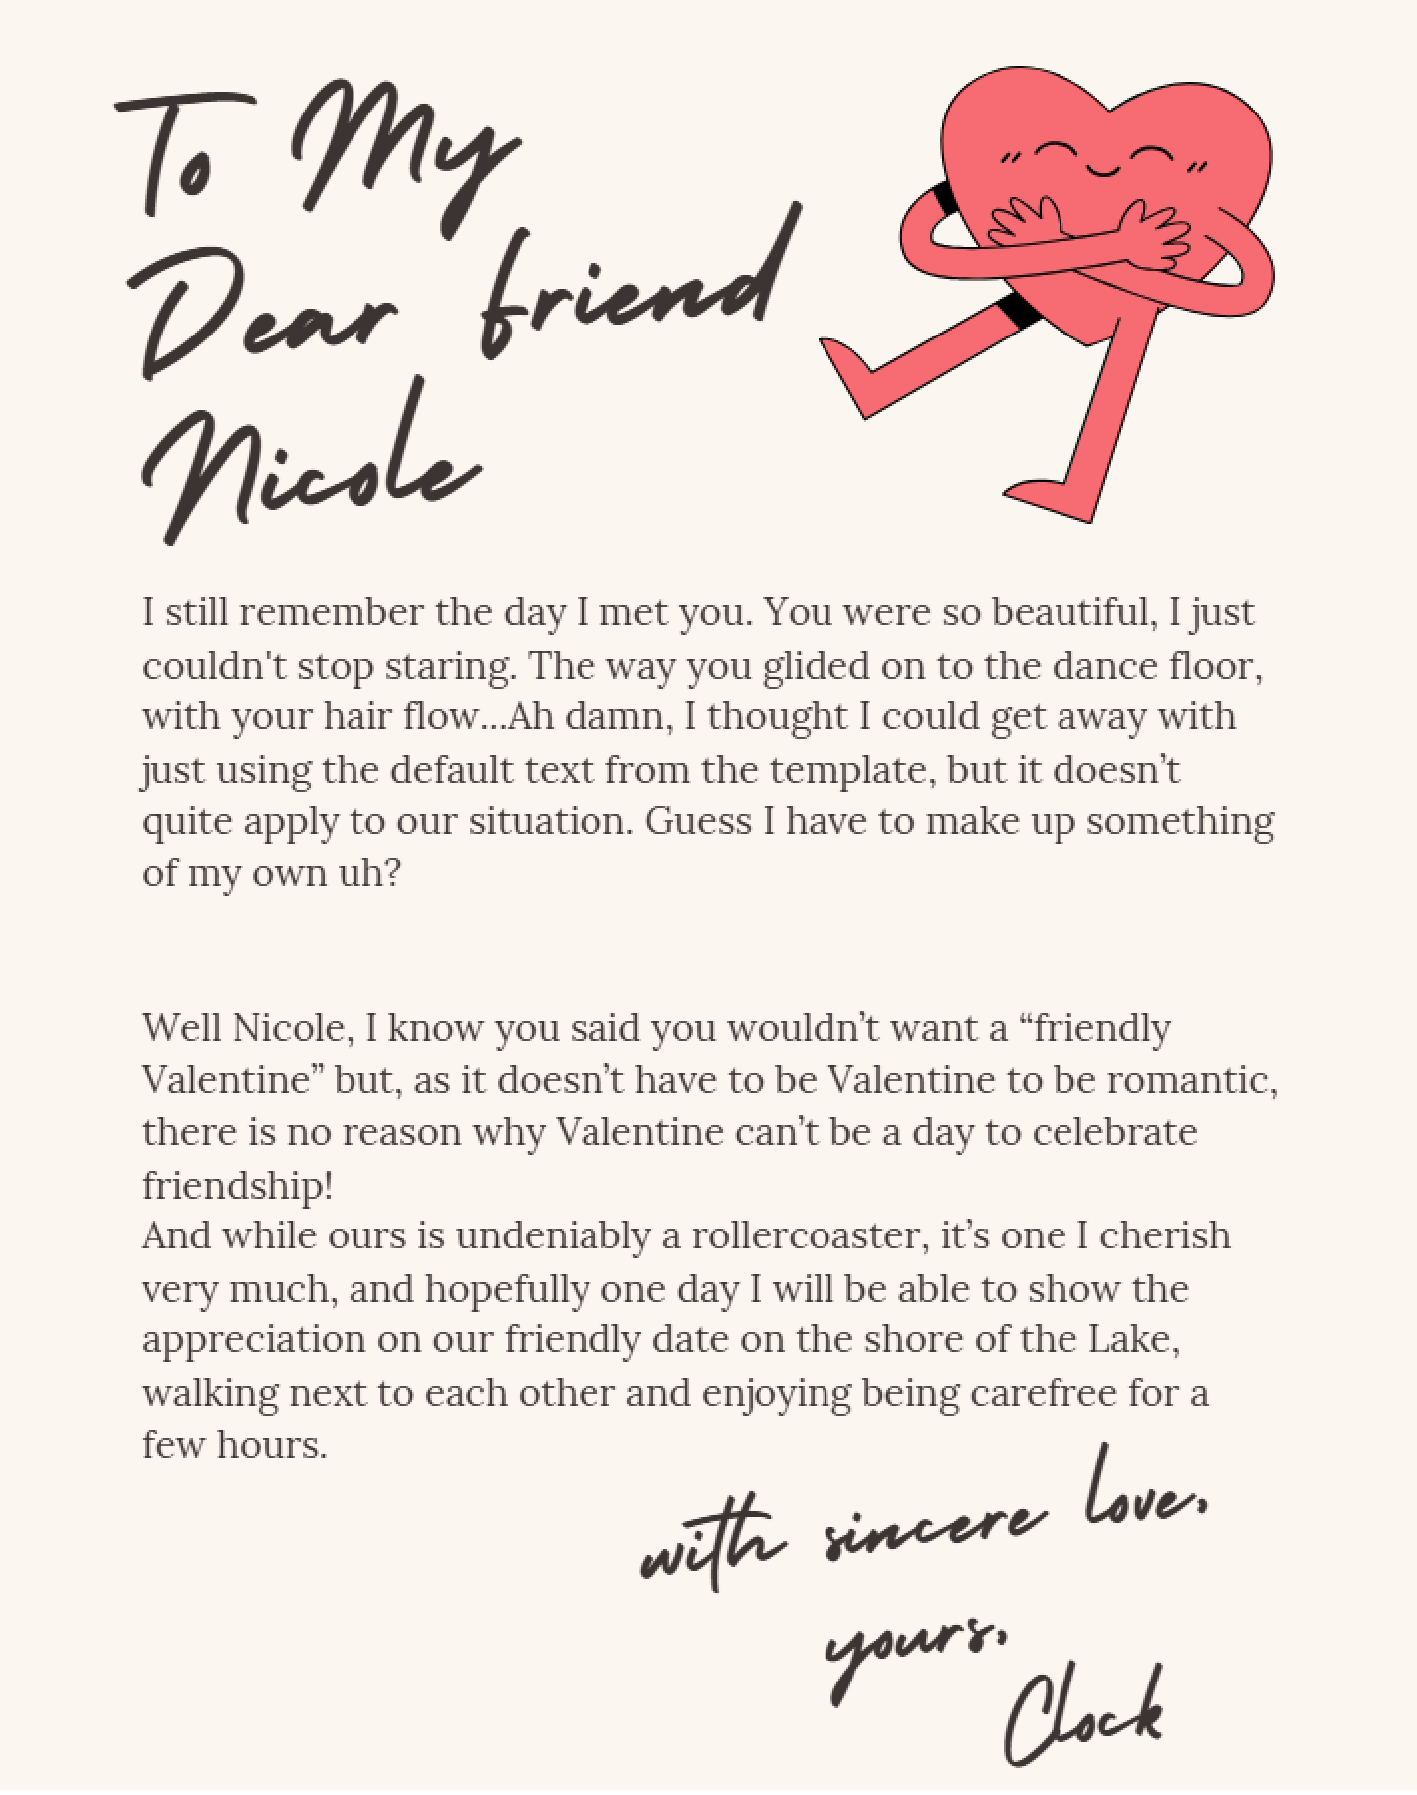 To My
Dear friend
Nicole
I still remember the day I met you. You were so beautiful, I just
couldn't stop staring. The way you glided on to the dance floor,
with your hair flow...Ah damn, I thought I could get away with
just using the default text from the template, but it doesn’t
quite apply to our situation. Guess I have to make up something
of my own uh?
Well Nicole, I know you said you wouldn’t want a “friendly
Valentine” but, as it doesn’t have to be Valentine to be romantic,
there is no reason why Valentine can’t be a day to celebrate
friendship!
And while ours is undeniably a rollercoaster, it’s one I cherish
very much, and hopefully one day I will be able to show the
appreciation on our friendly date on the shore of the Lake,
walking next to each other and enjoying being carefree for a
few hours.
with sincere love,
yours,
Clock